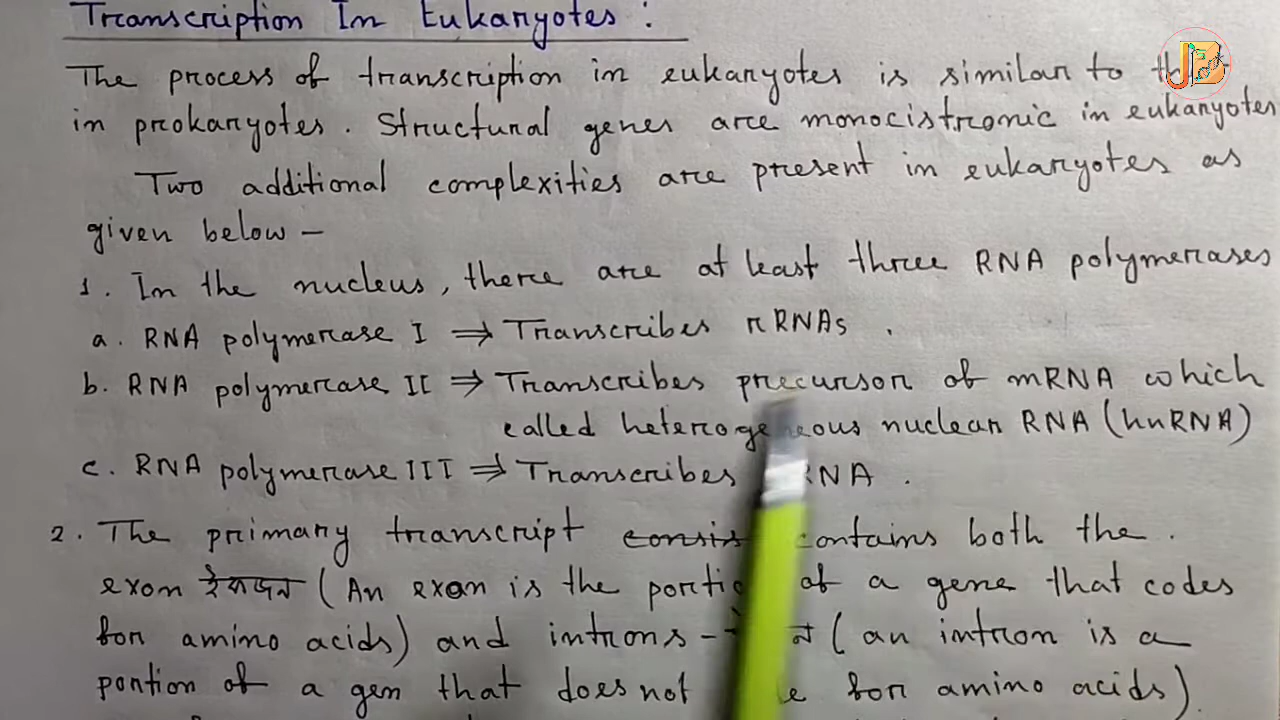 Transcription In Eukaryotes :
The process of transcription in eukaryotes is similar to
in prokaryotes. Structural genes are monocistronic in eukaryotes
Two additional complexities are present in eukaryotes as
given below -
1. In the nucleus, there are at least three RNA polymerases
a. RNA polymerase I ⇒ Transcribes rRNAs .
b. RNA polymerase II ⇒ Transcribes precursor of mRNA which
called heterogeneous nuclear RNA (hnRNA)
c. RNA polymerase III ⇒ Transcribes RNA .
2. The primary transcript consis contains both the .
exon (An exon is the of a gene that codes
for amino acids) and introns - (an intron is a
portion of a gen that does not for amino acids)